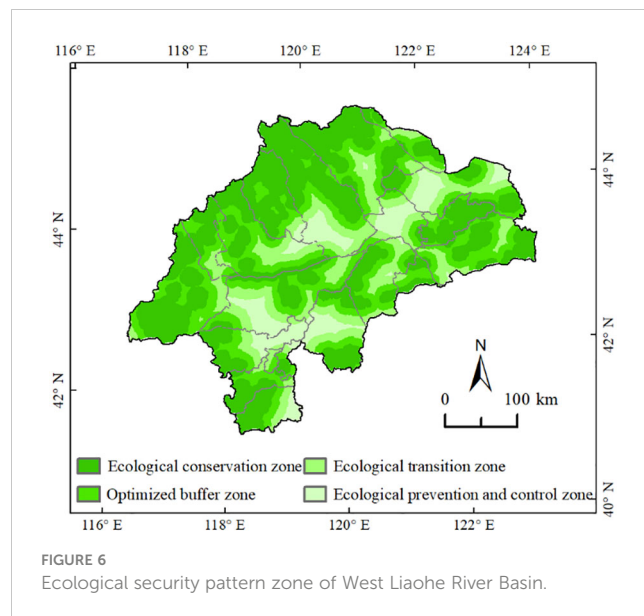 116° E 118° E 120° E 122° E 124° E
44° N 44° N
42° N 42° N
40° N
N
0 100 km
Ecological conservation zone Ecological transition zone
Optimized buffer zone Ecological prevention and control zone
116° E 118° E 120° E 122° E
FIGURE 6
Ecological security pattern zone of West Liaohe River Basin.